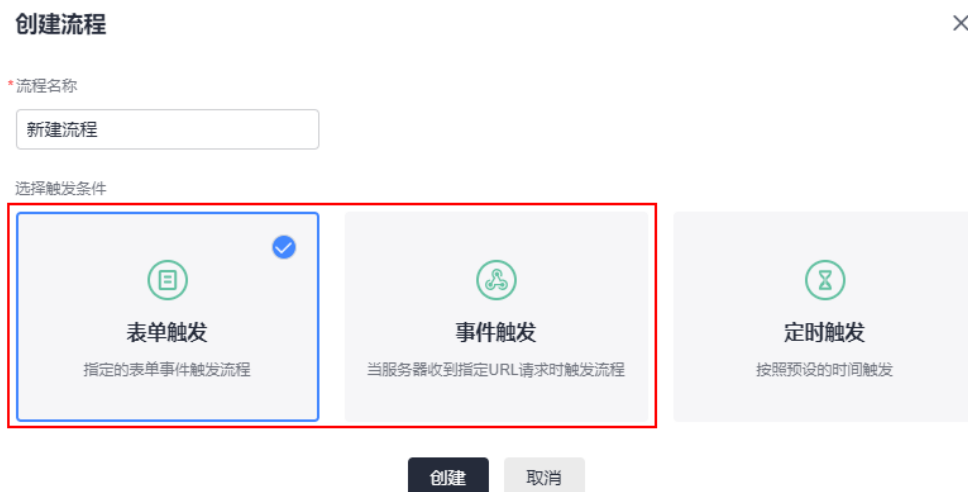 创建流程
*流程名称
新建流程
选择触发条件
表单触发
指定的表单事件触发流程
事件触发
当服务器收到指定URL请求时触发流程
定时触发
按照预设的时间触发
创建
取消